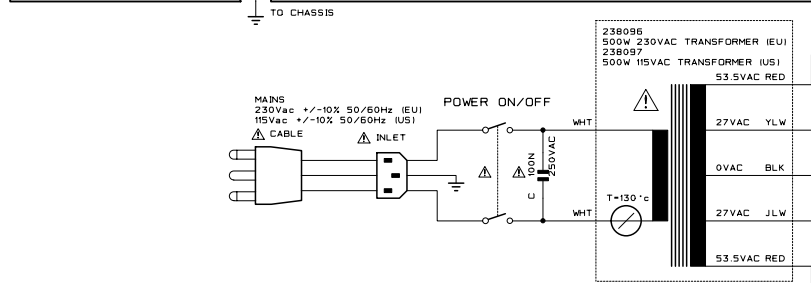 TO CHASSIS
238096
500W 230VAC TRANSFORMER (EU)
238097
500W 115VAC TRANSFORMER (US)
53.5VAC RED
MAINS
230Vac +/-10% 50/60Hz (EU)
115Vac +/-10% 50/60Hz (US)
CABLE
INLET
POWER ON/OFF
WHT
27VAC YLW
C 100N
250VAC
0VAC BLK
T=130°c
WHT
27VAC JLW
53.5VAC RED